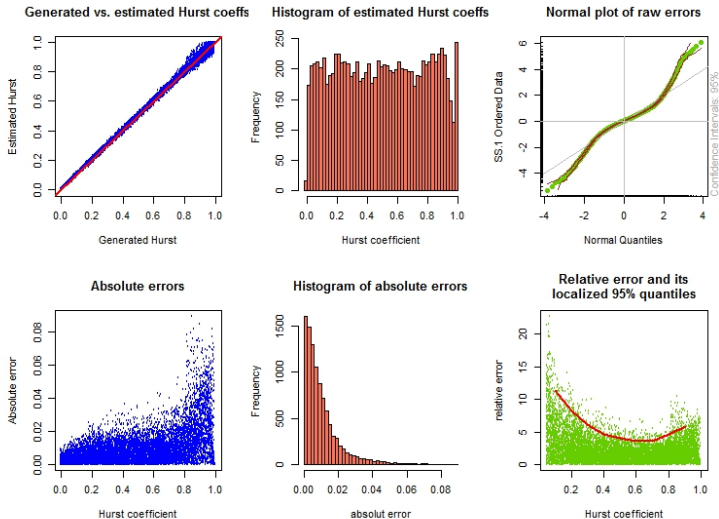 Generated vs. estimated Hurst coeffs
Estimated Hurst
0.0 0.2 0.4 0.6 0.8 1.0
0.0 0.2 0.4 0.6 0.8 1.0
Generated Hurst
Histogram of estimated Hurst coeffs
Frequency
0 50 100 150 200 250
0.0 0.2 0.4 0.6 0.8 1.0
Hurst coefficient
Normal plot of raw errors
SS.1 Ordered Data
-4 -2 0 2 4 6
-4 -2 0 2 4
Normal Quantiles
Confidence Intervals: 95%
Absolute errors
Absolute error
0.00 0.02 0.04 0.06 0.08
0.0 0.2 0.4 0.6 0.8 1.0
Hurst coefficient
Histogram of absolute errors
Frequency
0 500 1000 1500
0.00 0.02 0.04 0.06 0.08
absolut error
Relative error and its
localized 95% quantiles
relative error
0 5 10 15 20
0.2 0.4 0.6 0.8 1.0
Hurst coefficient